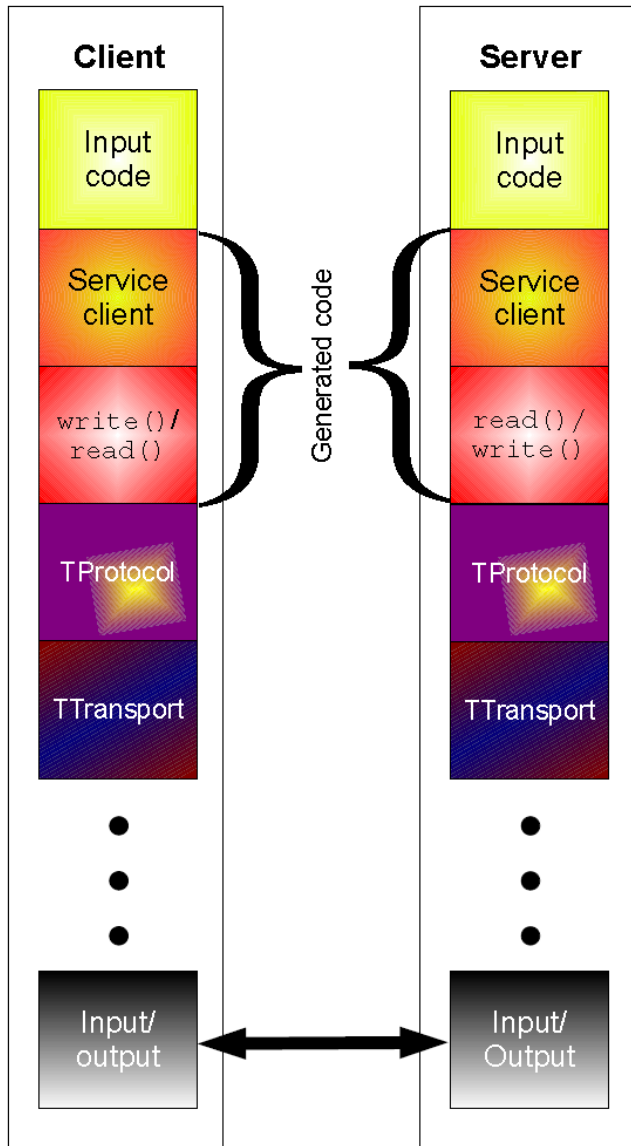 Client
Input
code
Service
client
write()/
read()
TProtocol
TTransport
Input/
output
Generated code
Server
Input
code
Service
client
read()/
write()
TProtocol
TTransport
Input/
Output